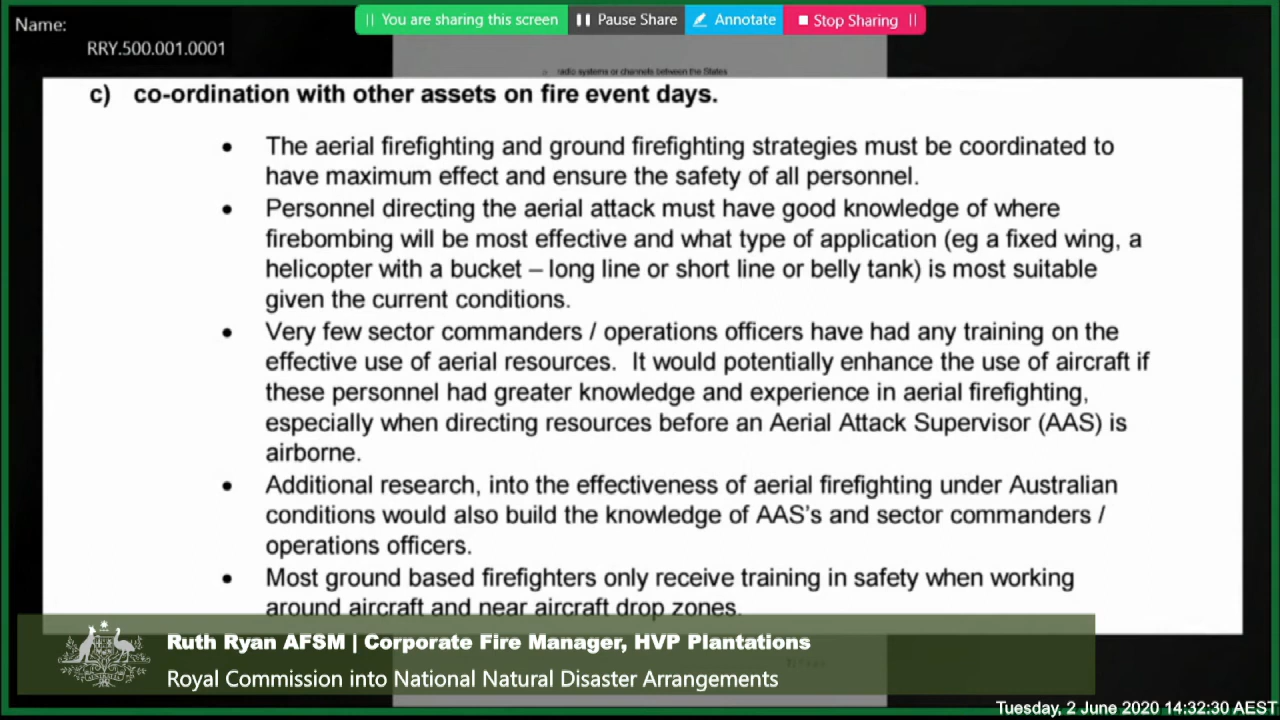 Name:
RRY.500.001.0001
You are sharing this screen
Pause Share
Annotate
Stop Sharing
radio systems or channels between the States
c) co-ordination with other assets on fire event days.
• The aerial firefighting and ground firefighting strategies must be coordinated to
have maximum effect and ensure the safety of all personnel.
• Personnel directing the aerial attack must have good knowledge of where
firebombing will be most effective and what type of application (eg a fixed wing, a
helicopter with a bucket – long line or short line or belly tank) is most suitable
given the current conditions.
• Very few sector commanders / operations officers have had any training on the
effective use of aerial resources. It would potentially enhance the use of aircraft if
these personnel had greater knowledge and experience in aerial firefighting,
especially when directing resources before an Aerial Attack Supervisor (AAS) is
airborne.
• Additional research, into the effectiveness of aerial firefighting under Australian
conditions would also build the knowledge of AAS's and sector commanders /
operations officers.
• Most ground based firefighters only receive training in safety when working
around aircraft and near aircraft drop zones.
Ruth Ryan AFSM | Corporate Fire Manager, HVP Plantations
Royal Commission into National Natural Disaster Arrangements
Tuesday, 2 June 2020 14:32:30 AEST